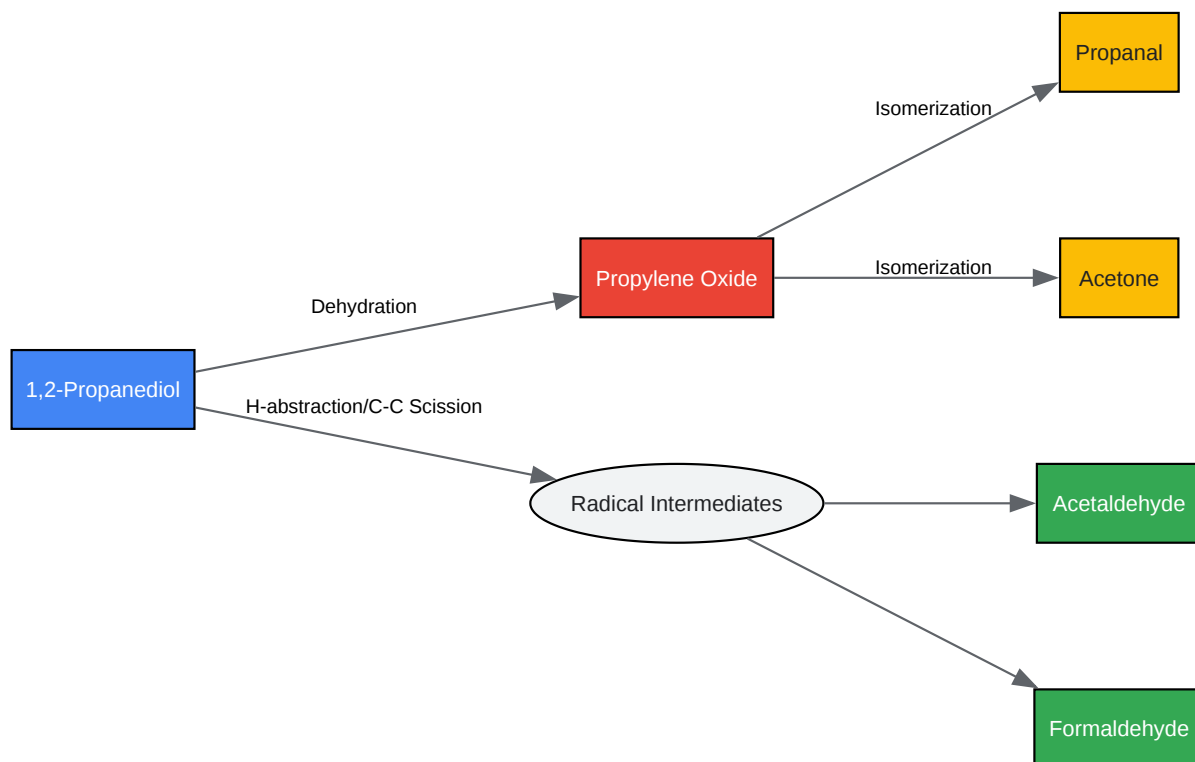 Propanal
Isomerization
Propylene Oxide
Isomerization
Acetone
Dehydration
1,2-Propanediol
H-abstraction/C-C Scission
Radical Intermediates
Acetaldehyde
Formaldehyde